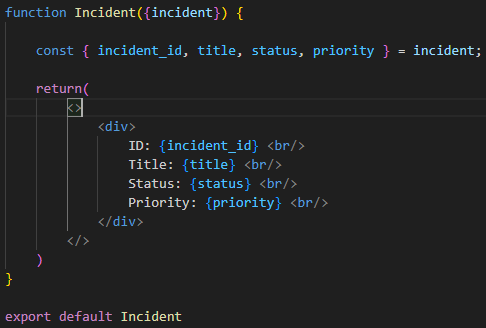 function Incident({incident}) {
const { incident_id, title, status, priority } = incident;
return(
<>
<div>
ID: {incident_id} <br/>
Title: {title} <br/>
Status: {status} <br/>
Priority: {priority} <br/>
</div>
</>
)
}
export default Incident